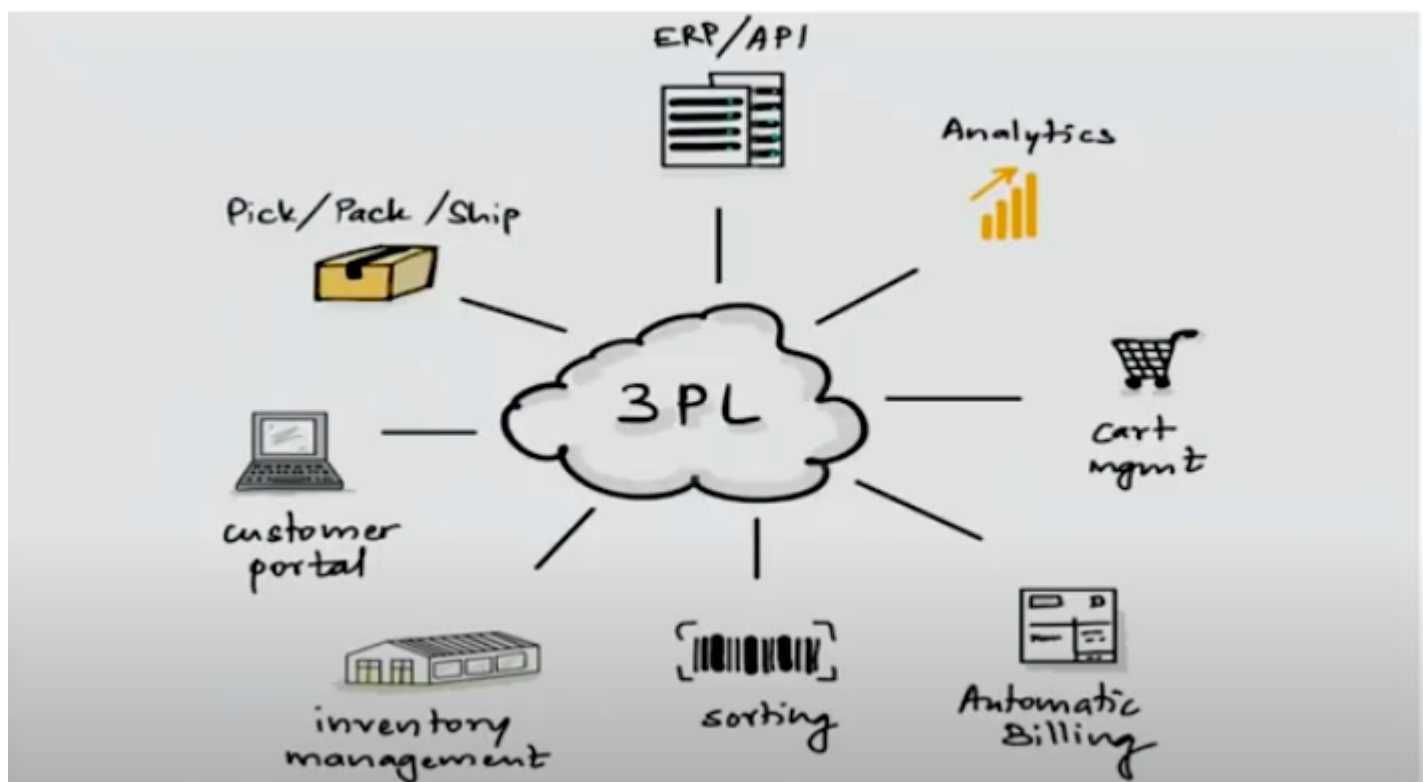 ERP/API
Analytics
Pick/Pack/Ship
3PL
cart
mgmt
customer
portal
inventory
management
sorting
Automatic
Billing